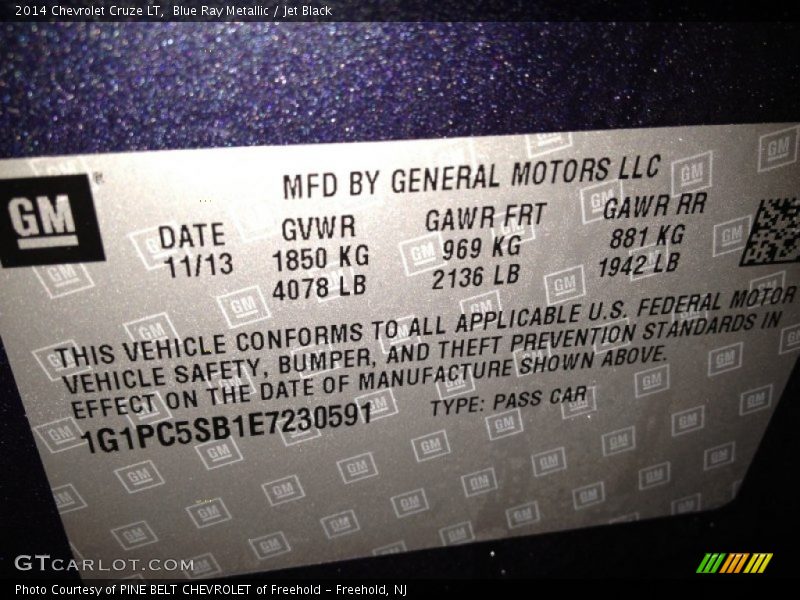 2014 Chevrolet Cruze LT, Blue Ray Metallic / Jet Black
GM
MFD BY GENERAL MOTORS LLC
DATE GVWR GAWR FRT GAWR RR
11/13 1850 KG 969 KG 881 KG
4078 LB 2136 LB 1942 LB
THIS VEHICLE CONFORMS TO ALL APPLICABLE U.S. FEDERAL MOTOR
VEHICLE SAFETY, BUMPER, AND THEFT PREVENTION STANDARDS IN
EFFECT ON THE DATE OF MANUFACTURE SHOWN ABOVE.
1G1PC5SB1E7230591 TYPE: PASS CAR
GTCARLOT.COM
Photo Courtesy of PINE BELT CHEVROLET of Freehold - Freehold, NJ